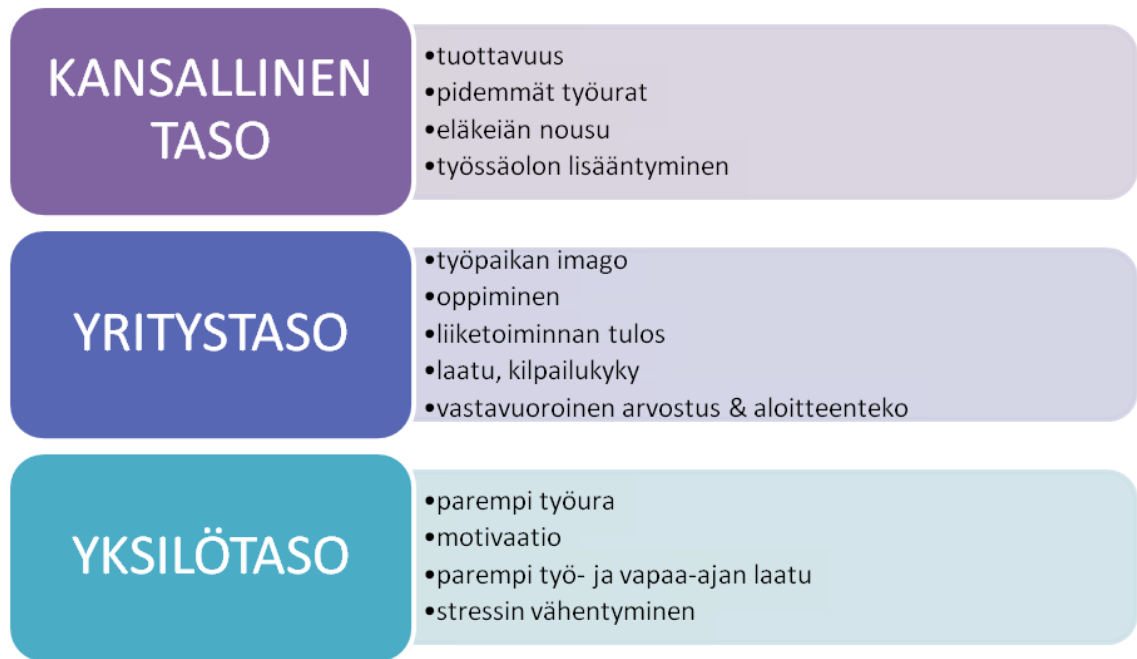 KANSALLINEN
TASO
•tuottavuus
•pidemmät työurat
•eläkeiän nousu
•työssäolon lisääntyminen
YRITYSTASO
•työpaikan imago
•oppiminen
•liiketoiminnan tulos
•laatu, kilpailukyky
•vastavuoroinen arvostus & aloitteenteko
YKSILÖTASO
•parempi työura
•motivaatio
•parempi työ- ja vapaa-ajan laatu
•stressin vähentyminen